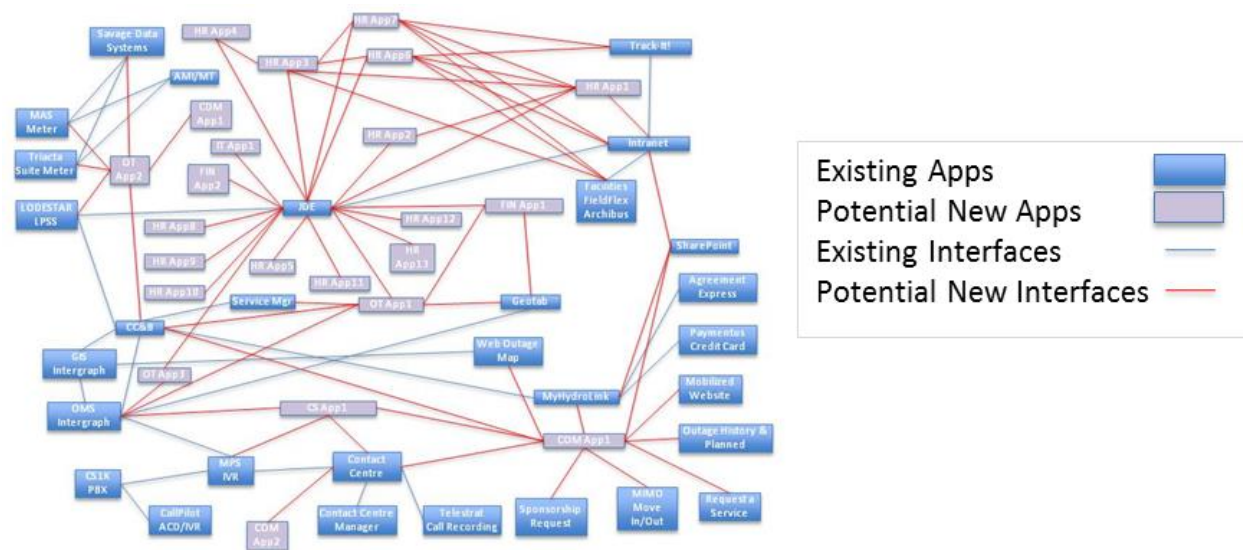 HR App7
Savage Data
Systems
HR App4
Track-It!
HR App6
HR App3
AMI/MT
HR App1
CDM
App1
MAS
Meter
HR App2
Intranet
IT App1
Triacta
Suite Meter
OT
App2
FIN
App2
Facilities
FieldFlex
Archibus
LODESTAR
LPSS
JDE
FIN App1
HR App12
HR App8
SharePoint
HR
App13
HR App9
HR App5
HR App11
Agreement
Express
HR App10
Service Mgr
OT App1
Geotab
CC&B
Paymentus
Credit Card
Web Outage
Map
GIS
Intergraph
OT App3
Mobilized
Website
MyHydroLink
OMS
Intergraph
CS App1
COM App1
Outage History &
Planned
MPS
IVR
Contact
Centre
CS1K
PBX
MIMO
Move
In/Out
Request a
Service
CallPilot
ACD/IVR
Contact Centre
Manager
Telestrat
Call Recording
Sponsorship
Request
COM
App2
Existing Apps
Potential New Apps
Existing Interfaces
Potential New Interfaces